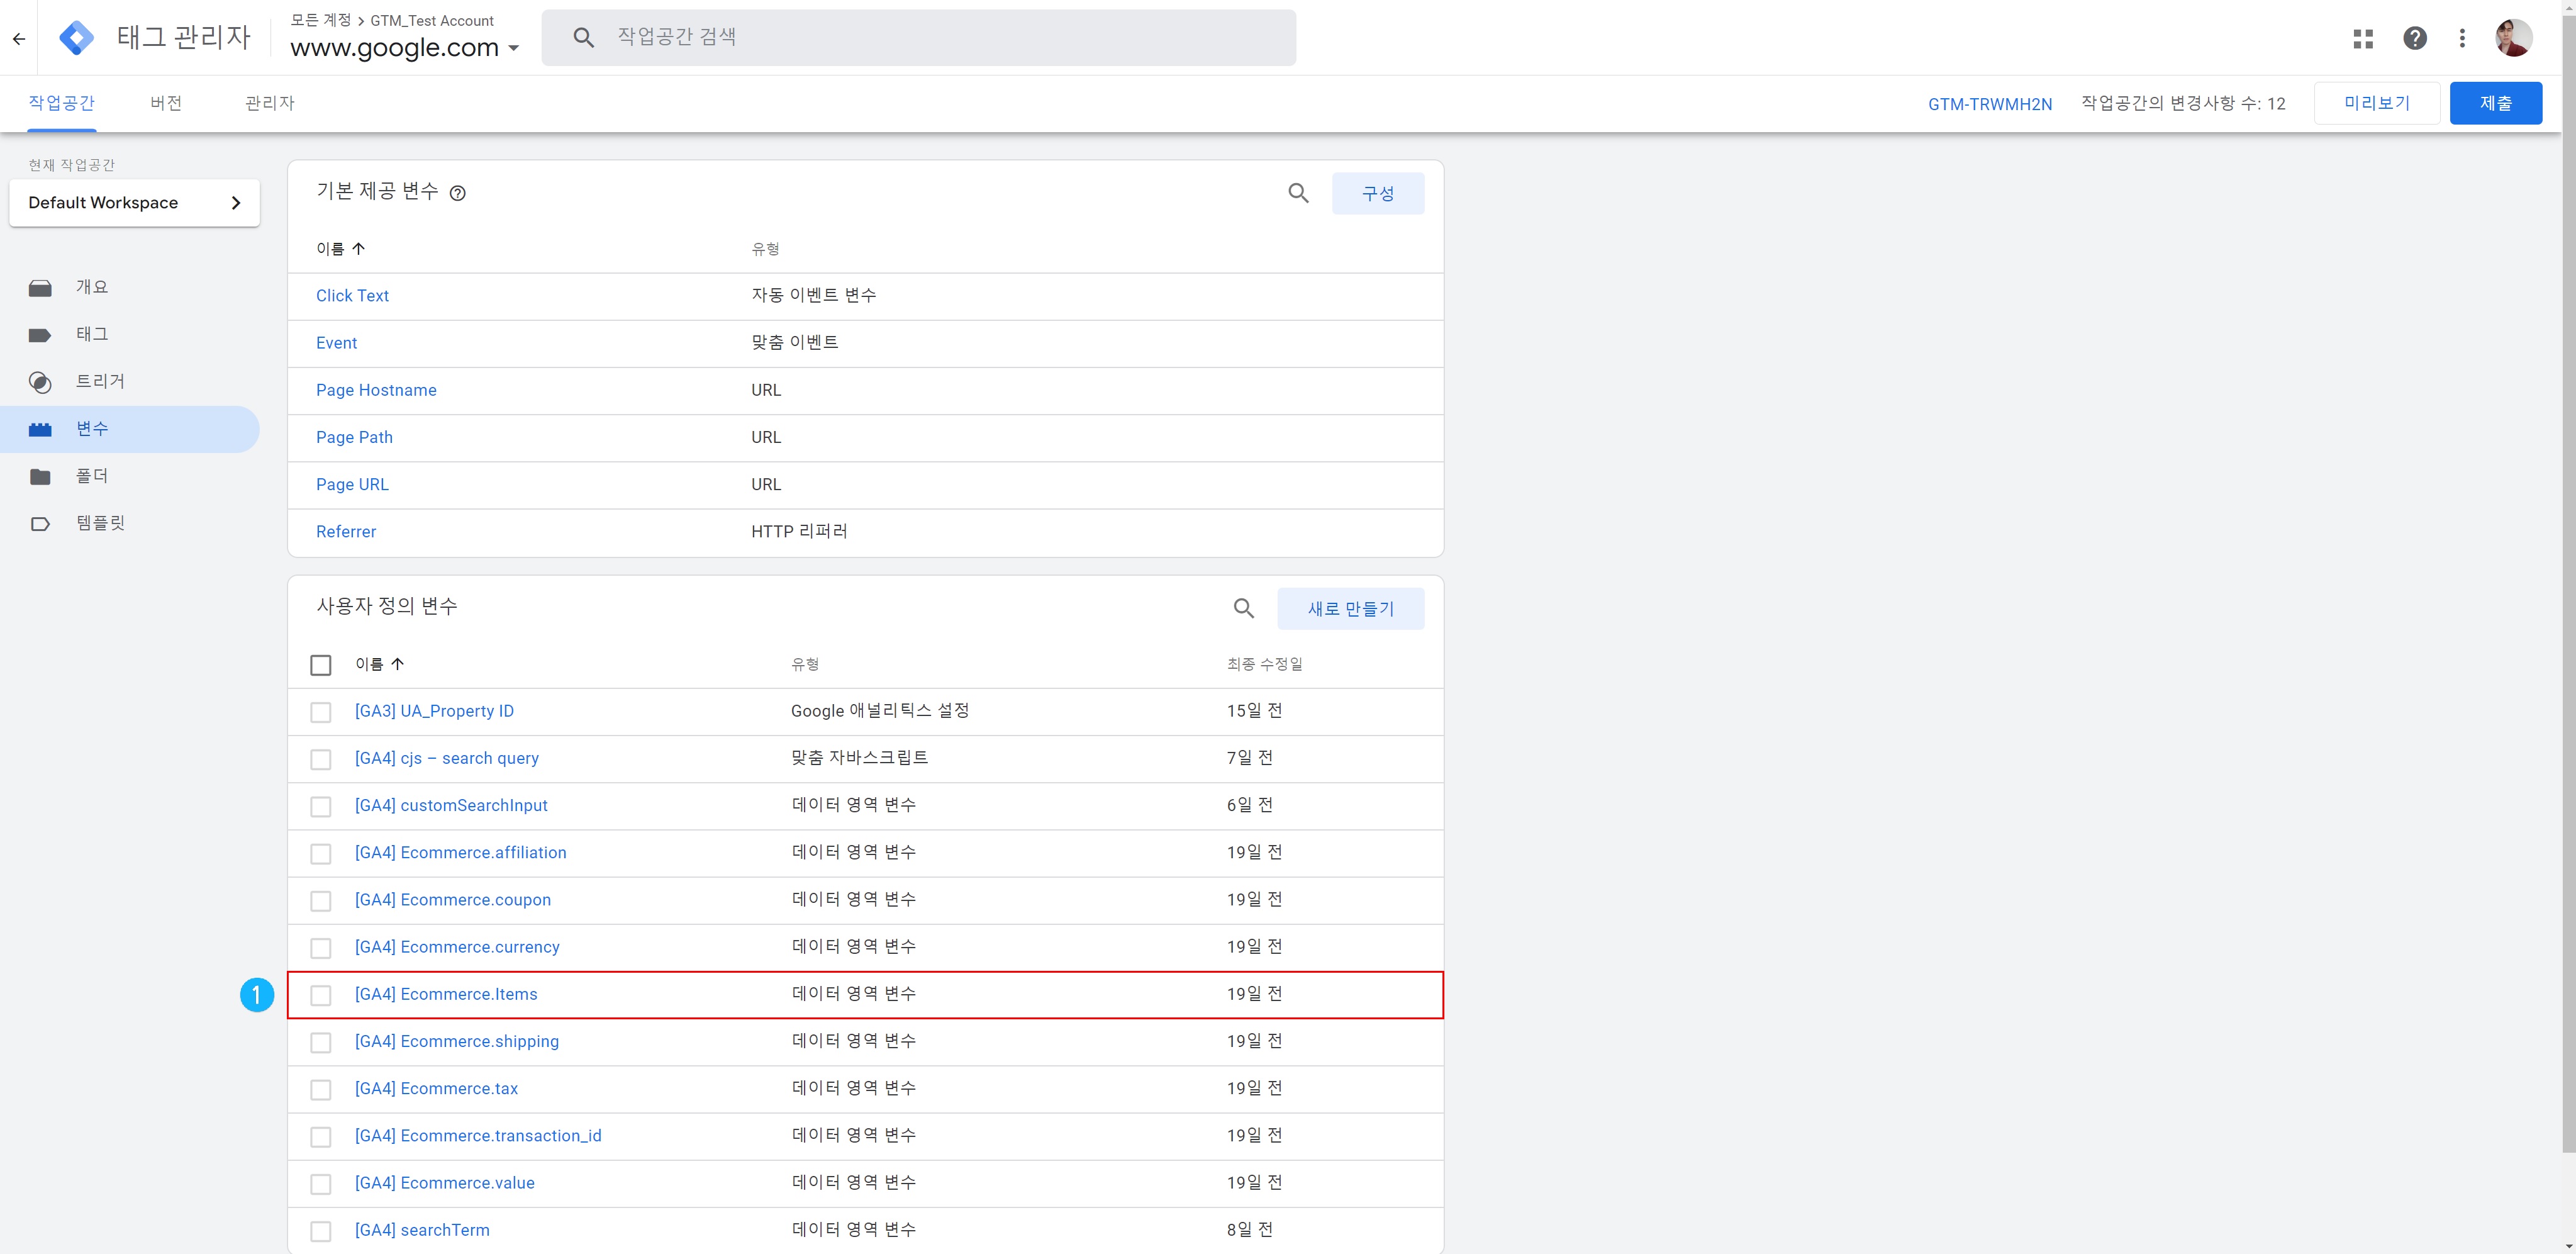 모든 계정 > GTM_Test Account
태그 관리자
www.google.com
작업공간 검색
작업공간
버전
관리자
GTM-TRWMH2N
작업공간의 변경사항 수: 12
미리보기
제출
현재 작업공간
Default Workspace
개요
태그
트리거
변수
폴더
템플릿
기본 제공 변수
구성
이름 유형
Click Text 자동 이벤트 변수
Event 맞춤 이벤트
Page Hostname URL
Page Path URL
Page URL URL
Referrer HTTP 리퍼러
사용자 정의 변수
새로 만들기
이름 유형 최종 수정일
[GA3] UA_Property ID Google 애널리틱스 설정 15일 전
[GA4] cjs – search query 맞춤 자바스크립트 7일 전
[GA4] customSearchInput 데이터 영역 변수 6일 전
[GA4] Ecommerce.affiliation 데이터 영역 변수 19일 전
[GA4] Ecommerce.coupon 데이터 영역 변수 19일 전
[GA4] Ecommerce.currency 데이터 영역 변수 19일 전
1 [GA4] Ecommerce.Items 데이터 영역 변수 19일 전
[GA4] Ecommerce.shipping 데이터 영역 변수 19일 전
[GA4] Ecommerce.tax 데이터 영역 변수 19일 전
[GA4] Ecommerce.transaction_id 데이터 영역 변수 19일 전
[GA4] Ecommerce.value 데이터 영역 변수 19일 전
[GA4] searchTerm 데이터 영역 변수 8일 전